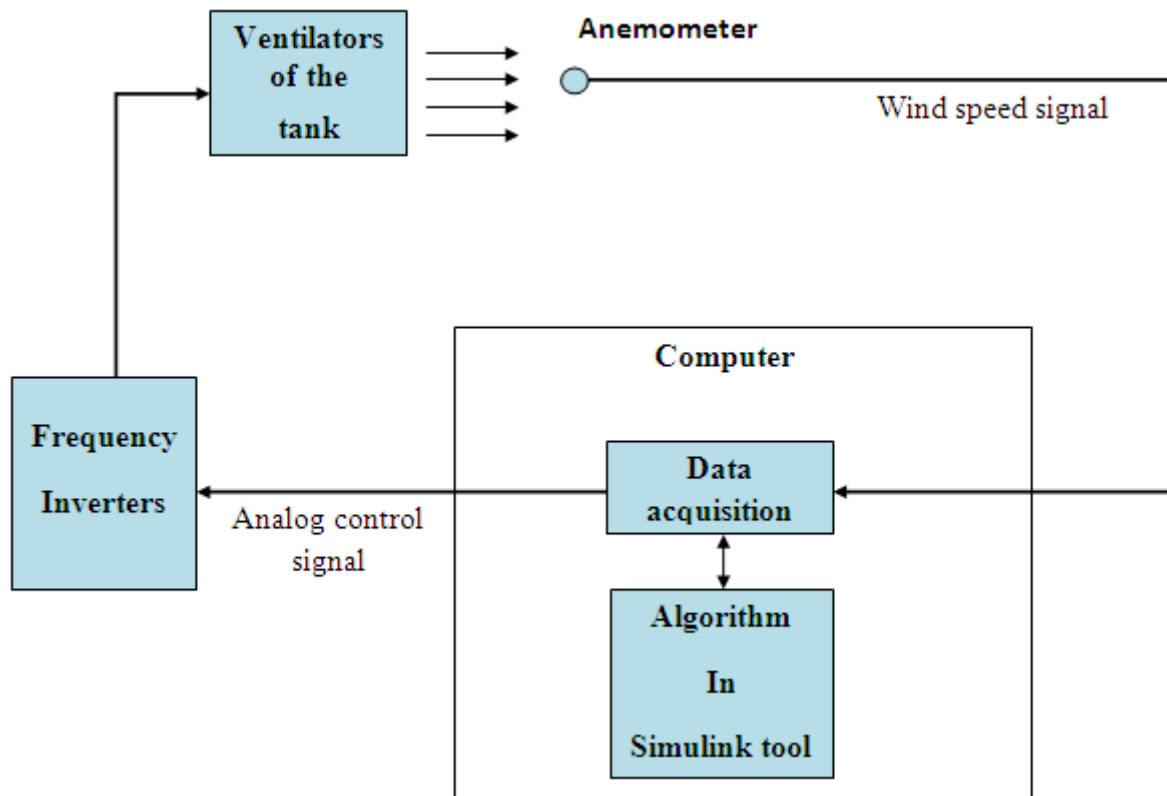 Ventilators
of the
tank
Anemometer
Wind speed signal
Computer
Frequency
Inverters
Data
acquisition
Analog control
signal
Algorithm
In
Simulink tool